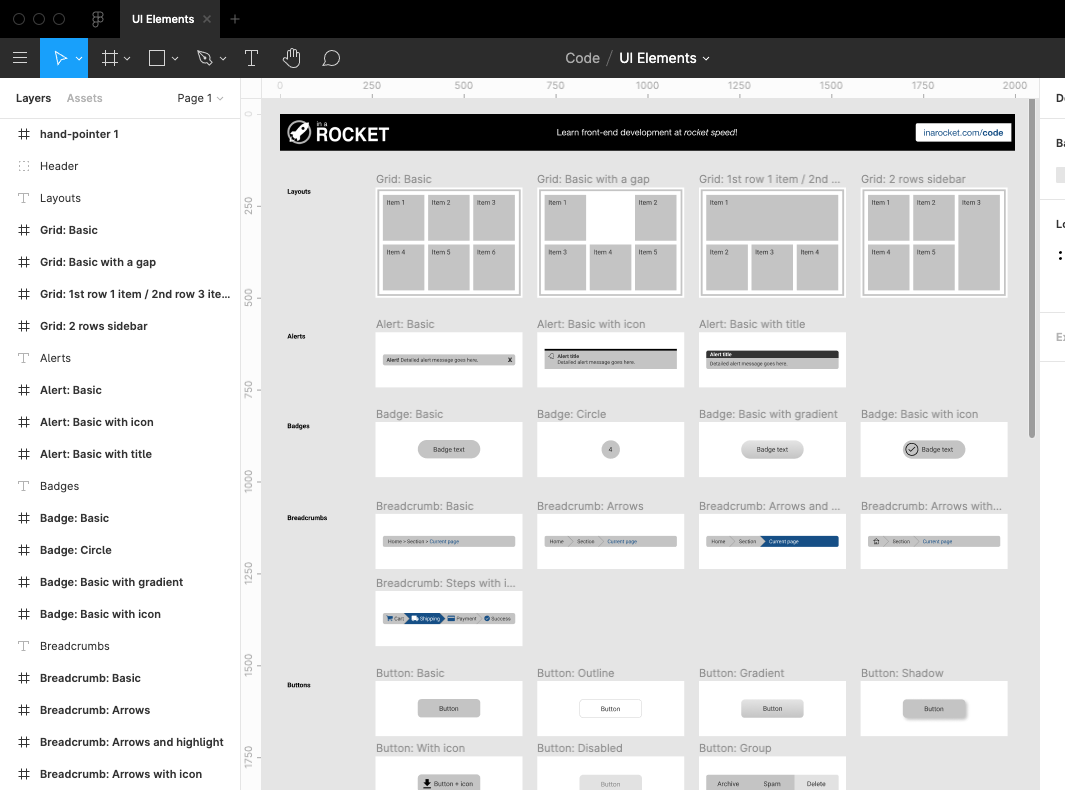 UI Elements
Code / UI Elements
Layers Assets Page 1
hand-pointer 1
Header
Layouts
Grid: Basic
Grid: Basic with a gap
Grid: 1st row 1 item / 2nd row 3 ite...
Grid: 2 rows sidebar
Alerts
Alert: Basic
Alert: Basic with icon
Alert: Basic with title
Badges
Badge: Basic
Badge: Circle
Badge: Basic with gradient
Badge: Basic with icon
Breadcrumbs
Breadcrumb: Basic
Breadcrumb: Arrows
Breadcrumb: Arrows and highlight
Breadcrumb: Arrows with icon
0 250 500 750 1000 1250 1500 1750 2000
0
250
500
750
1000
1250
1500
1750
in a
ROCKET
Learn front-end development at rocket speed!
inarocket.com/code
Layouts
Grid: Basic
Item 1 Item 2 Item 3
Item 4 Item 5 Item 6
Grid: Basic with a gap
Item 1 Item 2
Item 3 Item 4 Item 5
Grid: 1st row 1 item / 2nd ...
Item 1
Item 2 Item 3 Item 4
Grid: 2 rows sidebar
Item 1 Item 2 Item 3
Item 4 Item 5
Alerts
Alert: Basic
Alert! Detailed alert message goes here. X
Alert: Basic with icon
Alert title
Detailed alert message goes here.
Alert: Basic with title
Alert title
Detailed alert message goes here.
Badges
Badge: Basic
Badge text
Badge: Circle
4
Badge: Basic with gradient
Badge text
Badge: Basic with icon
Badge text
Breadcrumbs
Breadcrumb: Basic
Home > Section > Current page
Breadcrumb: Arrows
Home Section Current page
Breadcrumb: Arrows and ...
Home Section Current page
Breadcrumb: Arrows with...
Section Current page
Breadcrumb: Steps with i...
Cart Shipping Payment Success
Buttons
Button: Basic
Button
Button: Outline
Button
Button: Gradient
Button
Button: Shadow
Button
Button: With icon
Button + icon
Button: Disabled
Button
Button: Group
Archive Spam Delete